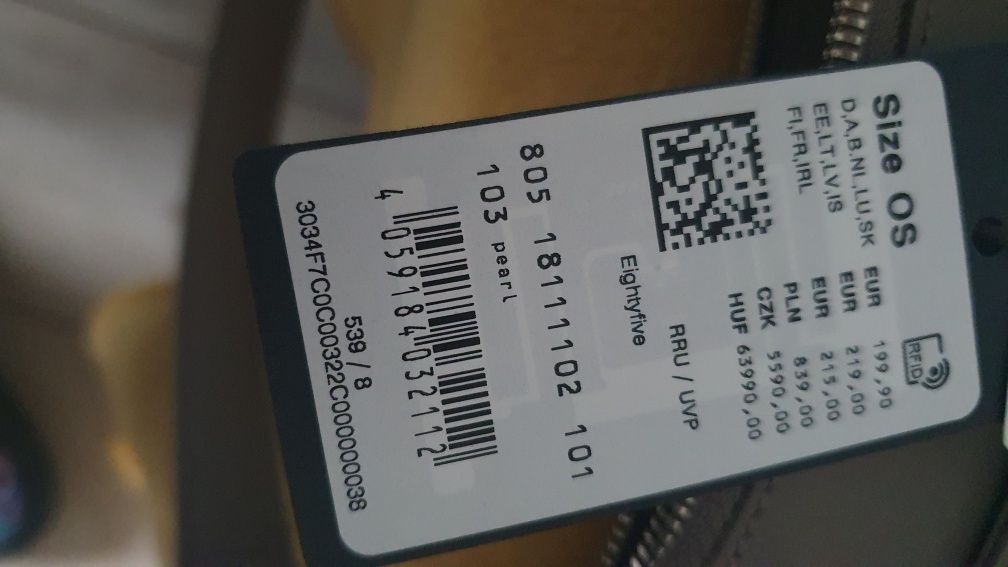 Size OS
RFID
D,A,B,NL,LU,SK EUR 199,90
EE,LT,LV,IS EUR 219,00
FI,FR,IRL EUR 215,00
PLN 839,00
CZK 5590,00
HUF 63990,00
RRU / UVP
Eightyfive
805 1811102 101
103 pearl
4 059184 032112
539 / 8
3034F7C0C00322C000000038